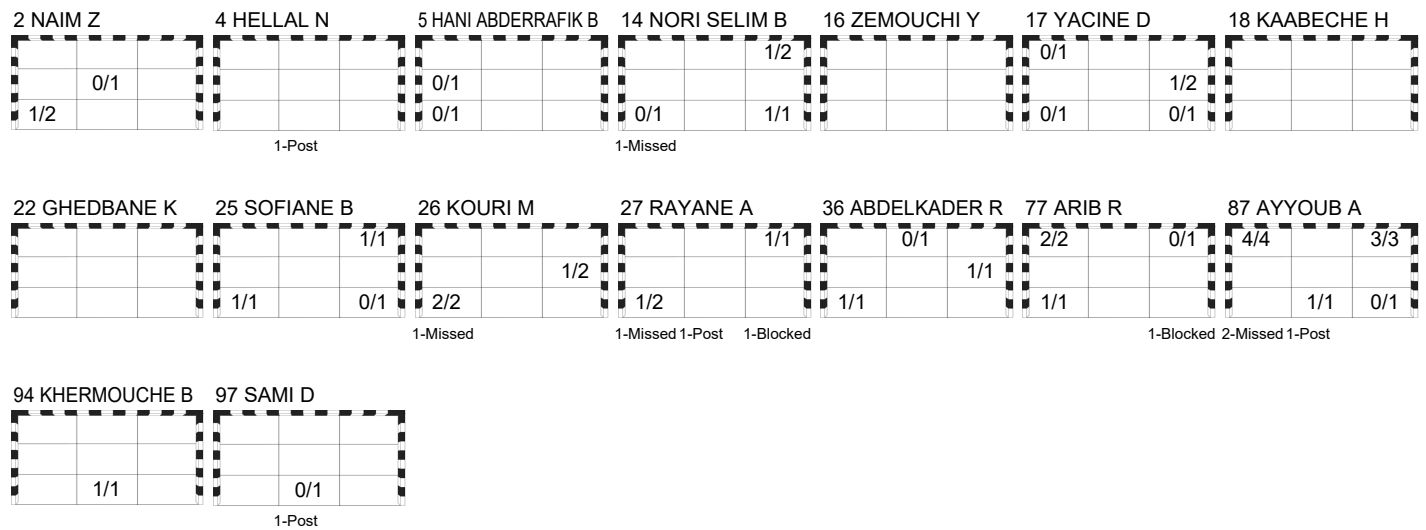 2 NAIM Z 4 HELLAL N 5 HANI ABDERRAFIK B 14 NORI SELIM B 16 ZEMOUCHI Y 17 YACINE D 18 KAABECHE H
1/2 0/1
0/1 0/1 1/2
1/2 0/1 0/1 1/1 0/1 0/1
1-Post 1-Missed
22 GHEDBANE K 25 SOFIANE B 26 KOURI M 27 RAYANE A 36 ABDELKADER R 77 ARIB R 87 AYYOUB A
1/1 1/1 0/1 2/2 0/1 4/4 3/3
1/2 1/1
1/1 0/1 2/2 1/2 1/1 1/1 1/1 0/1
1-Missed 1-Missed 1-Post 1-Blocked 1-Blocked 2-Missed 1-Post
94 KHERMOUCHE B 97 SAMI D
1/1 0/1
1-Post